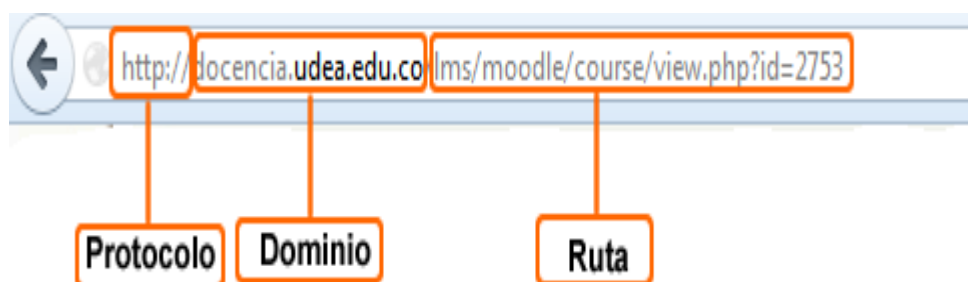 http://docencia.udea.edu.co/lms/moodle/course/view.php?id=2753
Protocolo Dominio Ruta